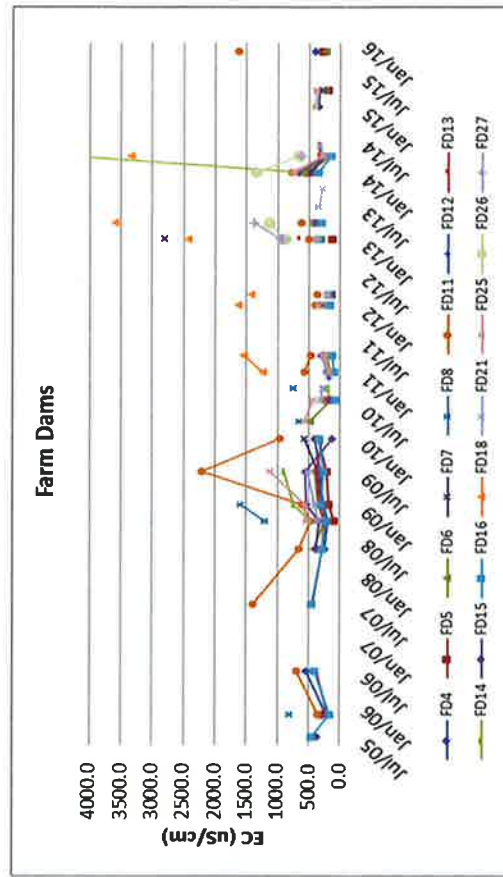 Farm Dams
EC (uS/cm)
4000.0
3500.0
3000.0
2500.0
2000.0
1500.0
1000.0
500.0
0.0
Jul/05
Jan/06
Jul/06
Jan/07
Jul/07
Jan/08
Jul/08
Jan/09
Jul/09
Jan/10
Jul/10
Jan/11
Jul/11
Jan/12
Jul/12
Jan/13
Jul/13
Jan/14
Jul/14
Jan/15
Jul/15
Jan/16
FD4 FD5 FD6 FD7 FD8 FD11 FD12 FD13
FD14 FD15 FD16 FD18 FD21 FD25 FD26 FD27